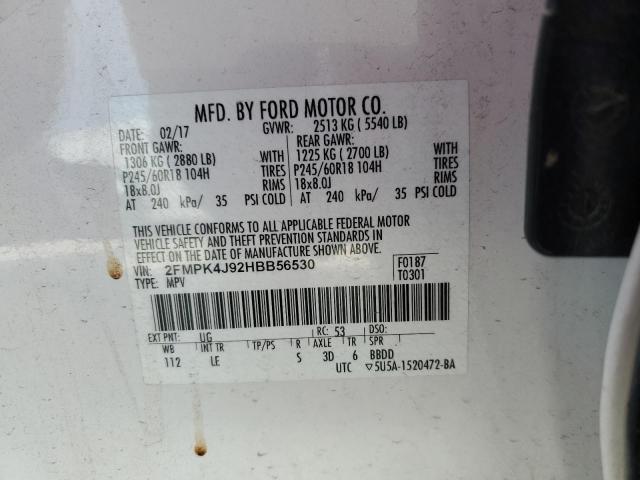 MFD. BY FORD MOTOR CO.
DATE: 02/17 GVWR: 2513 KG ( 5540 LB)
FRONT GAWR: REAR GAWR:
1306 KG ( 2880 LB) WITH 1225 KG ( 2700 LB) WITH
P245/60R18 104H TIRES P245/60R18 104H TIRES
18x8.0J RIMS 18x8.0J RIMS
AT 240 kPa/ 35 PSI COLD AT 240 kPa/ 35 PSI COLD
THIS VEHICLE CONFORMS TO ALL APPLICABLE FEDERAL MOTOR
VEHICLE SAFETY AND THEFT PREVENTION STANDARDS IN
EFFECT ON THE DATE OF MANUFACTURE SHOWN ABOVE.
VIN: 2FMPK4J92HBB56530 F0187
TYPE: MPV T0301
EXT PNT: UG RC: 53 DSO:
WB INT TR TP/PS R AXLE TR SPR
112 LE S 3D 6 BBDD
UTC ▽5U5A-1520472-BA